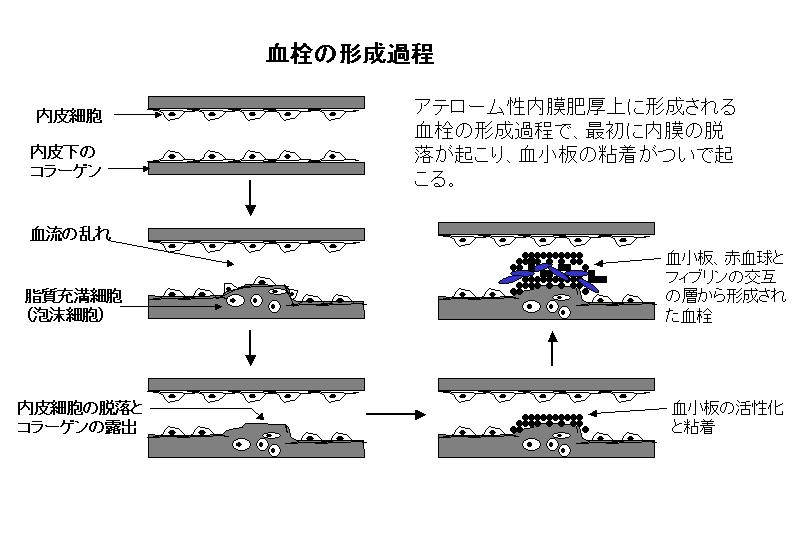 血栓の形成過程
アテローム性内膜肥厚上に形成される
血栓の形成過程で、最初に内膜の脱
落が起こり、血小板の粘着がついで起
こる。
内皮細胞
内皮下の
コラーゲン
血流の乱れ
脂質充満細胞
(泡沫細胞)
内皮細胞の脱落と
コラーゲンの露出
血小板の活性化
と粘着
血小板、赤血球と
フィブリンの交互
の層から形成され
た血栓